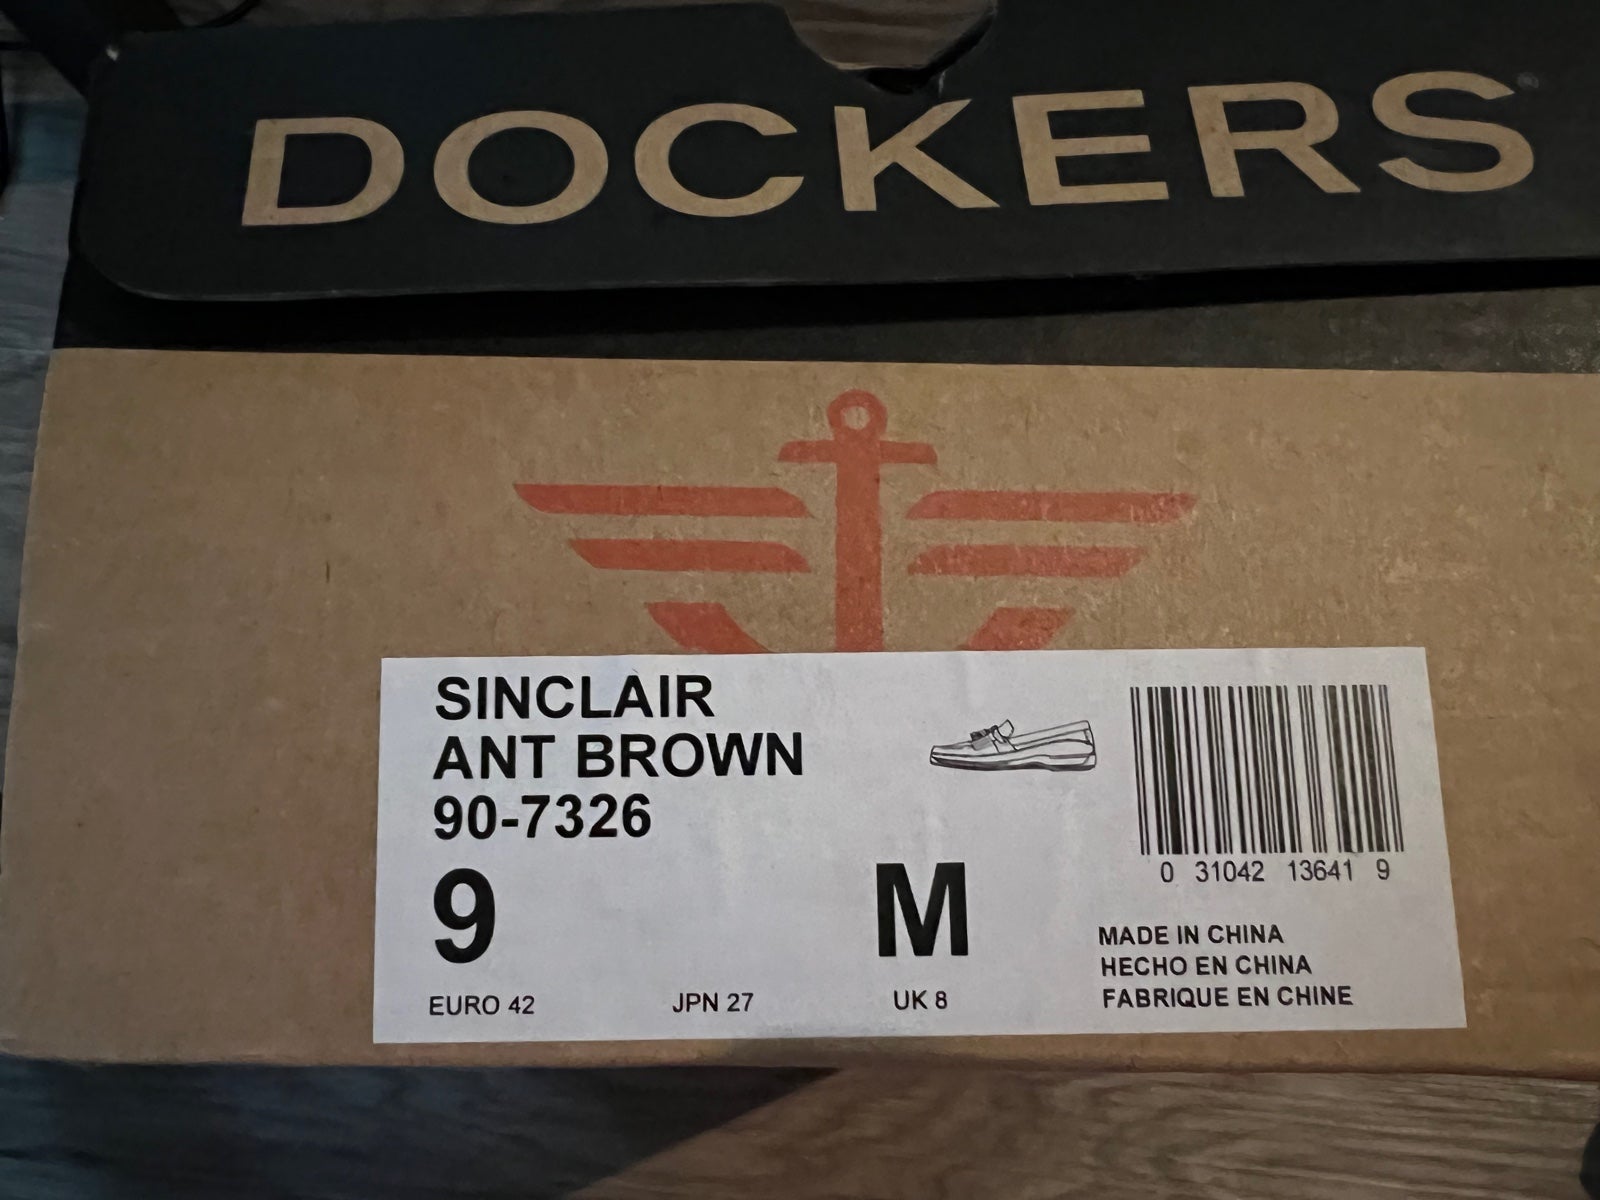 DOCKERS®
SINCLAIR
ANT BROWN
90-7326
9 M
EURO 42 JPN 27 UK 8
0 31042 13641 9
MADE IN CHINA
HECHO EN CHINA
FABRIQUE EN CHINE